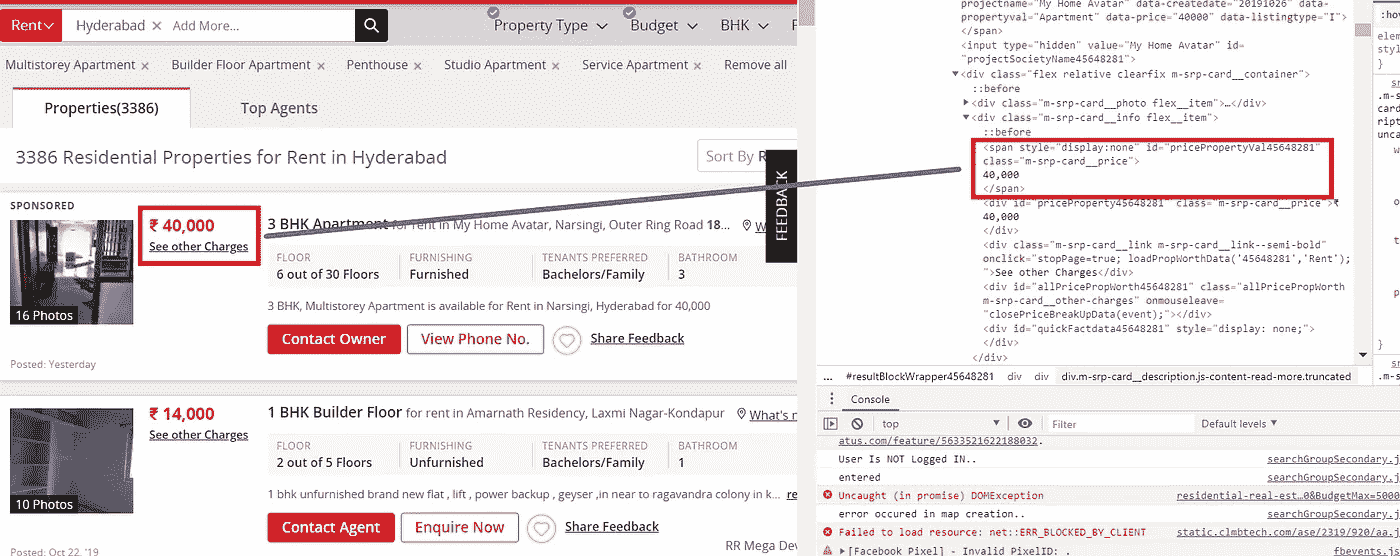 Rent
Hyderabad × Add More...
Property Type
Budget
BHK
Multistorey Apartment ×
Builder Floor Apartment ×
Penthouse ×
Studio Apartment ×
Service Apartment ×
Remove all
Properties(3386)
Top Agents
3386 Residential Properties for Rent in Hyderabad
Sort By R
FEEDBACK
SPONSORED
₹ 40,000
See other Charges
16 Photos
Posted: Yesterday
3 BHK Apartment for rent in My Home Avatar, Narsingi, Outer Ring Road 18...
FLOOR
6 out of 30 Floors
FURNISHING
Furnished
TENANTS PREFERRED
Bachelors/Family
BATHROOM
3
3 BHK, Multistorey Apartment is available for Rent in Narsingi, Hyderabad for 40,000
Contact Owner
View Phone No.
Share Feedback
₹ 14,000
See other Charges
10 Photos
Posted: Oct 22, '19
1 BHK Builder Floor for rent in Amarnath Residency, Laxmi Nagar-Kondapur
What's n
FLOOR
2 out of 5 Floors
FURNISHING
Unfurnished
TENANTS PREFERRED
Bachelors/Family
BATHROOM
1
1 bhk unfurnished brand new flat , lift , power backup , geyser ,in near to ragavandra colony in k... re
Contact Agent
Enquire Now
Share Feedback
RR Mega Dev
projectname="My Home Avatar" data-createdate="20191026" data-
propertyval="Apartment" data-price="40000" data-listingtype="I">
</span>
<input type="hidden" value="My Home Avatar" id=
"projectSocietyName45648281">
<div class="flex relative clearfix m-srp-card__container">
::before
<div class="m-srp-card__photo flex__item">…</div>
<div class="m-srp-card__info flex__item">
::before
<span style="display:none" id="pricePropertyVal45648281"
class="m-srp-card__price">
40,000
</span>
<div id="priceProperty45648281" class="m-srp-card__price">₹
40,000
</div>
<div class="m-srp-card__link m-srp-card__link--semi-bold"
onclick="stopPage=true; loadPropWorthData('45648281','Rent');
">See other Charges</div>
<div id="allPricePropWorth45648281" class="allPricePropWorth
m-srp-card__other-charges" onmouseleave=
"closePriceBreakUpData(event);"></div>
<div id="quickFactdata45648281" style="display: none;">
</div>
</div>
... #resultBlockWrapper45648281 div div div.m-srp-card__description.js-content-read-more.truncated
Console
top
Filter
Default levels ▼
atus.com/feature/5633521622188032.
User Is NOT Logged IN..
searchGroupSecondary.j
entered
searchGroupSecondary.j
Uncaught (in promise) DOMException
residential-real-est…0&BudgetMax=5000
error occured in map creation..
searchGroupSecondary.j
Failed to load resource: net::ERR_BLOCKED_BY_CLIENT
static.clmbtech.com/ase/2319/920/aa.j
[Facebook Pixel] - Invalid PixelID: .
fbevents.j
:ho
elem
}
.m-s
card
ript
unca
}
.m-s